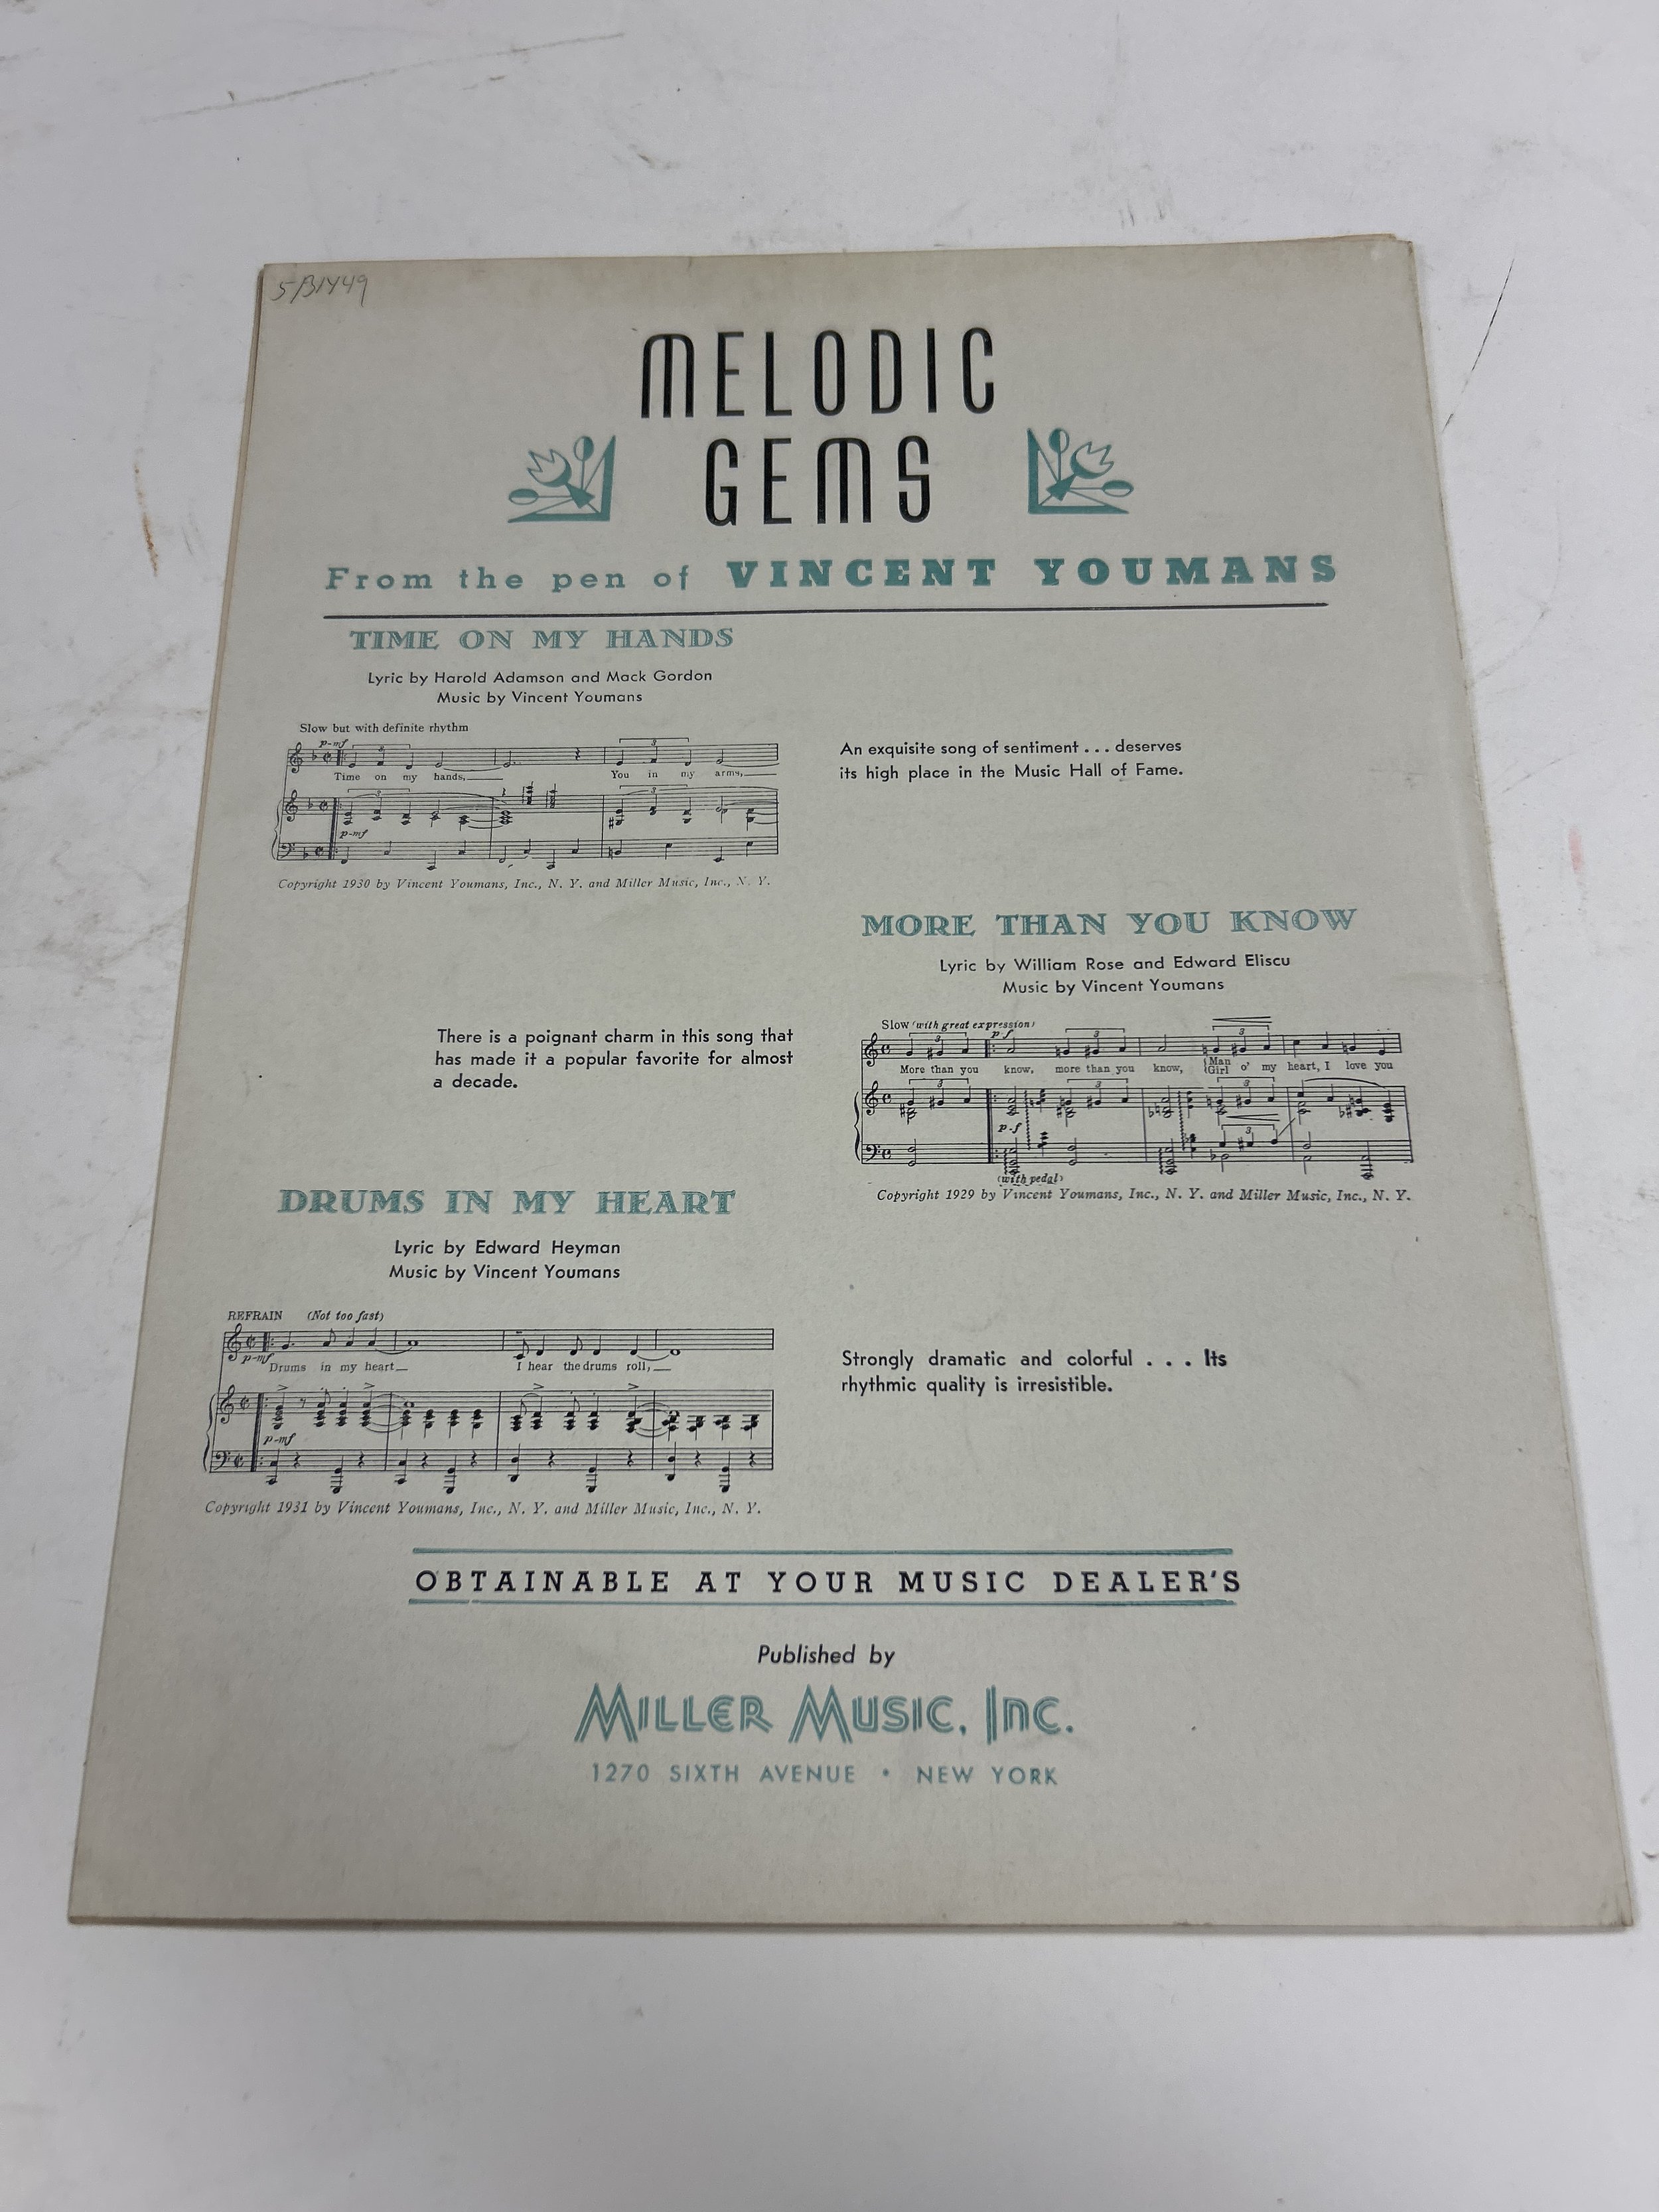 MELODIC
GEMS
From the pen of VINCENT YOUMANS
TIME ON MY HANDS
Lyric by Harold Adamson and Mack Gordon
Music by Vincent Youmans
Slow but with definite rhythm
p-mf
Time on my hands, You in my arms,
p-mf
Copyright 1930 by Vincent Youmans, Inc., N. Y. and Miller Music, Inc., N. Y.
An exquisite song of sentiment . . . deserves
its high place in the Music Hall of Fame.
MORE THAN YOU KNOW
Lyric by William Rose and Edward Eliscu
Music by Vincent Youmans
Slow (with great expression)
p-f
More than you know, more than you know, {Man {Girl o' my heart, I love you
p-f
(with pedal)
Copyright 1929 by Vincent Youmans, Inc., N. Y. and Miller Music, Inc., N. Y.
There is a poignant charm in this song that
has made it a popular favorite for almost
a decade.
DRUMS IN MY HEART
Lyric by Edward Heyman
Music by Vincent Youmans
REFRAIN (Not too fast)
p-mf
Drums in my heart I hear the drums roll,
p-mf
Copyright 1931 by Vincent Youmans, Inc., N. Y. and Miller Music, Inc., N. Y.
Strongly dramatic and colorful . . . Its
rhythmic quality is irresistible.
OBTAINABLE AT YOUR MUSIC DEALER'S
Published by
MILLER MUSIC, INC.
1270 SIXTH AVENUE • NEW YORK